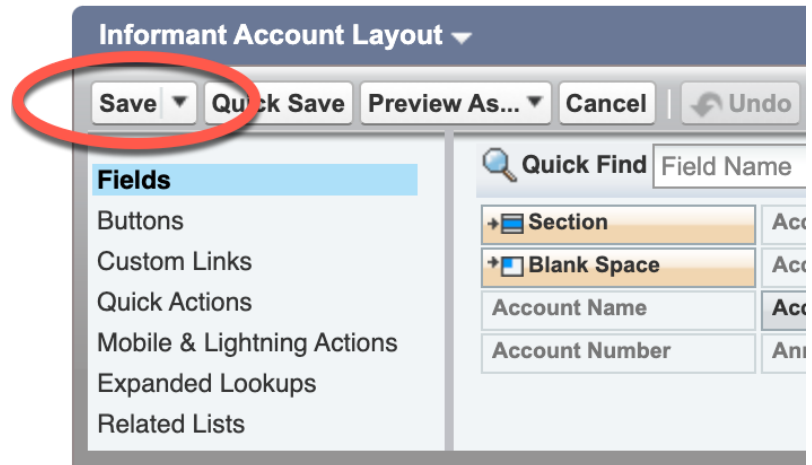 Informant Account Layout
Save Quick Save Preview As... Cancel Undo
Fields
Buttons
Custom Links
Quick Actions
Mobile & Lightning Actions
Expanded Lookups
Related Lists
Quick Find Field Name
Section
Blank Space
Account Name
Account Number